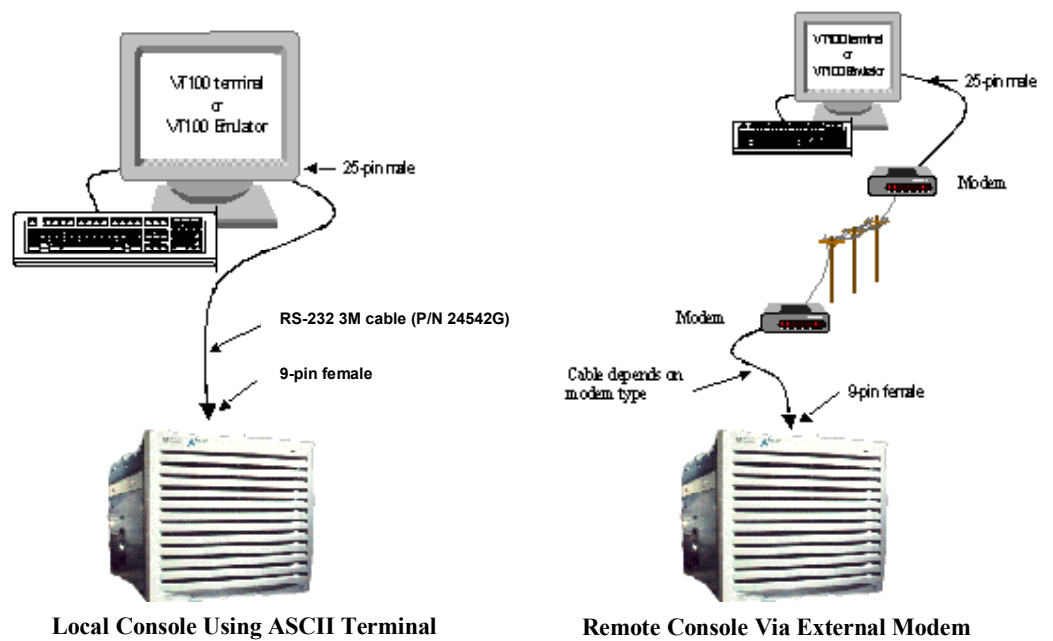 VT100 terminal
or
VT100 Emulator
25-pin male
RS-232 3M cable (P/N 24542G)
9-pin female
Local Console Using ASCII Terminal
VT100 terminal
or
VT100 Emulator
25-pin male
Modem
Modem
Cable depends on
modem type
9-pin female
Remote Console Via External Modem